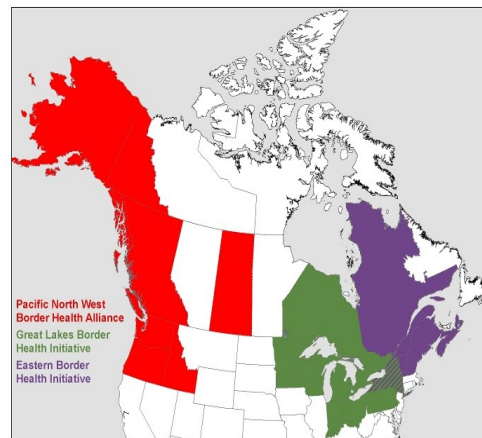 Pacific North West
Border Health Alliance
Great Lakes Border
Health Initiative
Eastern Border
Health Initiative